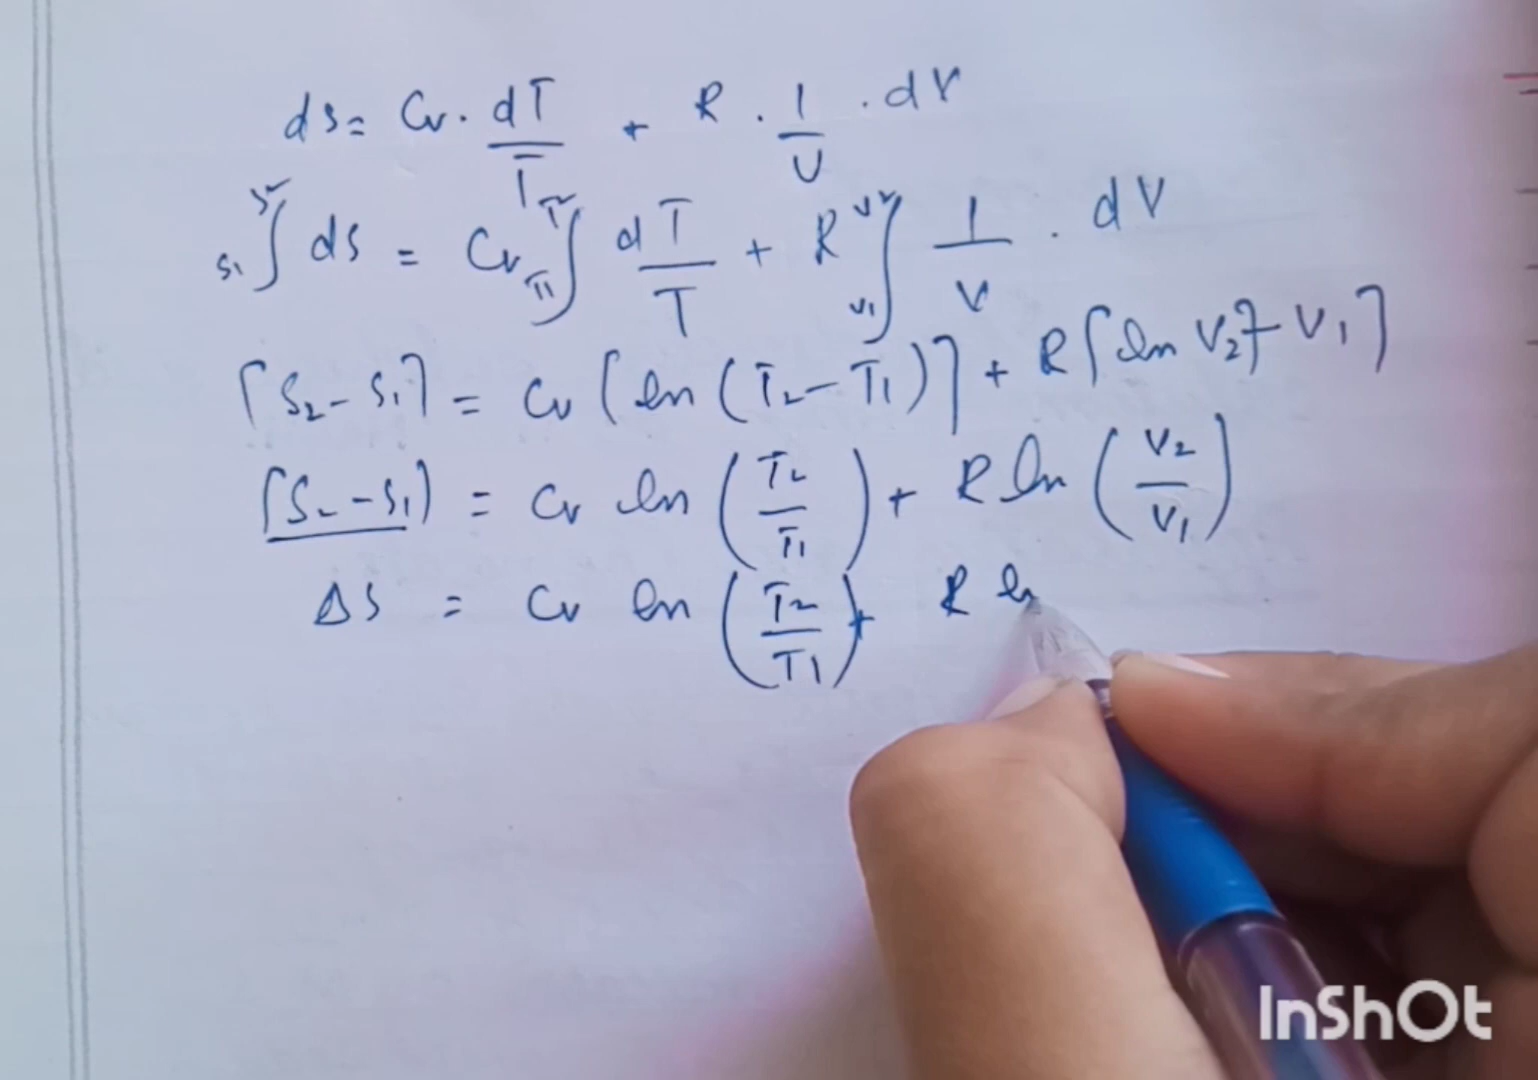 ds = Cv . dT/T + R . 1/V . dV
S1 ∫ S2 ds = Cv T1 ∫ T2 dT/T + R V1 ∫ V2 1/V . dV
[S2 - S1] = Cv [ln (T2 - T1)] + R [ln V2 - V1]
[S2 - S1] = Cv ln (T2/T1) + R ln (V2/V1)
ΔS = Cv ln (T2/T1) + R ln
InShOt